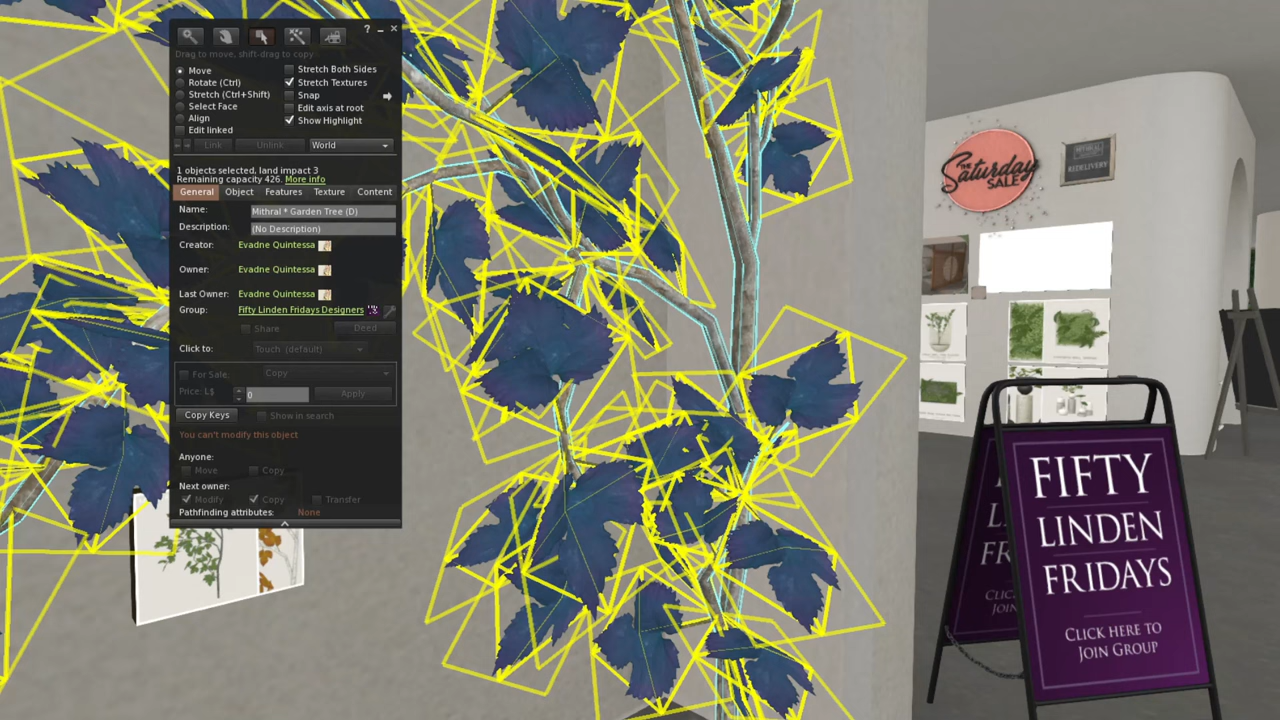 ?
Drag to move, shift-drag to copy
Move
Rotate (Ctrl)
Stretch (Ctrl+Shift)
Select Face
Align
Edit linked
Stretch Both Sides
Stretch Textures
Snap
Edit axis at root
Show Highlight
Link
Unlink
World
1 objects selected, land impact 3
Remaining capacity 426. More info
General Object Features Texture Content
Name: Mithral * Garden Tree (D)
Description: (No Description)
Creator: Evadne Quintessa
Owner: Evadne Quintessa
Last Owner: Evadne Quintessa
Group: Fifty Linden Fridays Designers
Share Deed
Click to: Touch (default)
For Sale: Copy
Price: L$ 0 Apply
Copy Keys Show in search
You can't modify this object
Anyone:
Move Copy
Next owner:
Modify Copy Transfer
Pathfinding attributes: None
THE
Saturday
SALE
REDELIVERY
FIFTY
LINDEN
FRIDAYS
CLICK HERE TO
JOIN GROUP